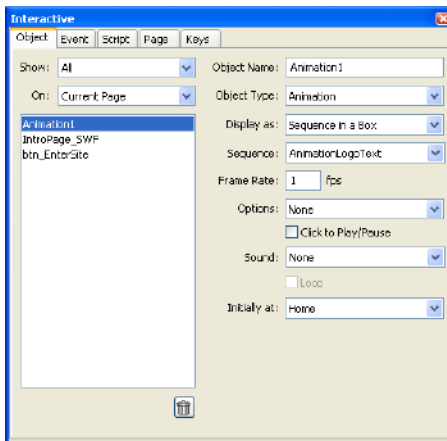 Interactive
Object Event Script Page Keys
Show: All
On: Current Page
Animation1
IntroPage_SWF
btn_EnterSite
Object Name: Animation1
Object Type: Animation
Display as: Sequence in a Box
Sequence: AnimationLogoText
Frame Rate: 1 fps
Options: None
Click to Play/Pause
Sound: None
Loop
Initially at: Home